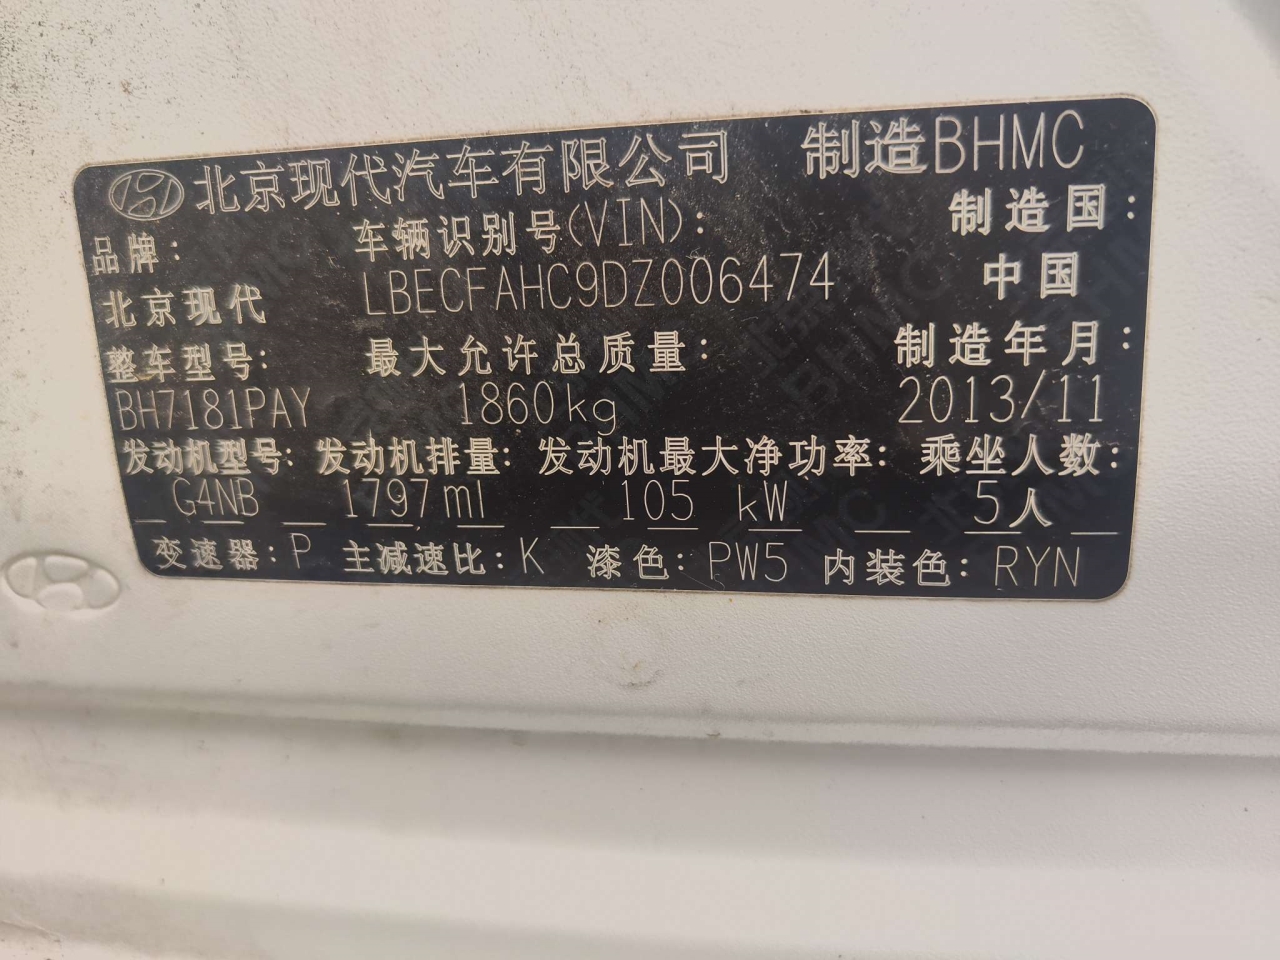 北京现代汽车有限公司 制造BHMC
品牌: 车辆识别号(VIN): 制造国:
北京现代 LBECFAHC9DZ006474 中国
整车型号: 最大允许总质量: 制造年月:
BH7181PAY 1860kg 2013/11
发动机型号: 发动机排量: 发动机最大净功率: 乘坐人数:
G4NB 1797ml 105 kW 5人
变速器: P 主减速比: K 漆色: PW5 内装色: RYN